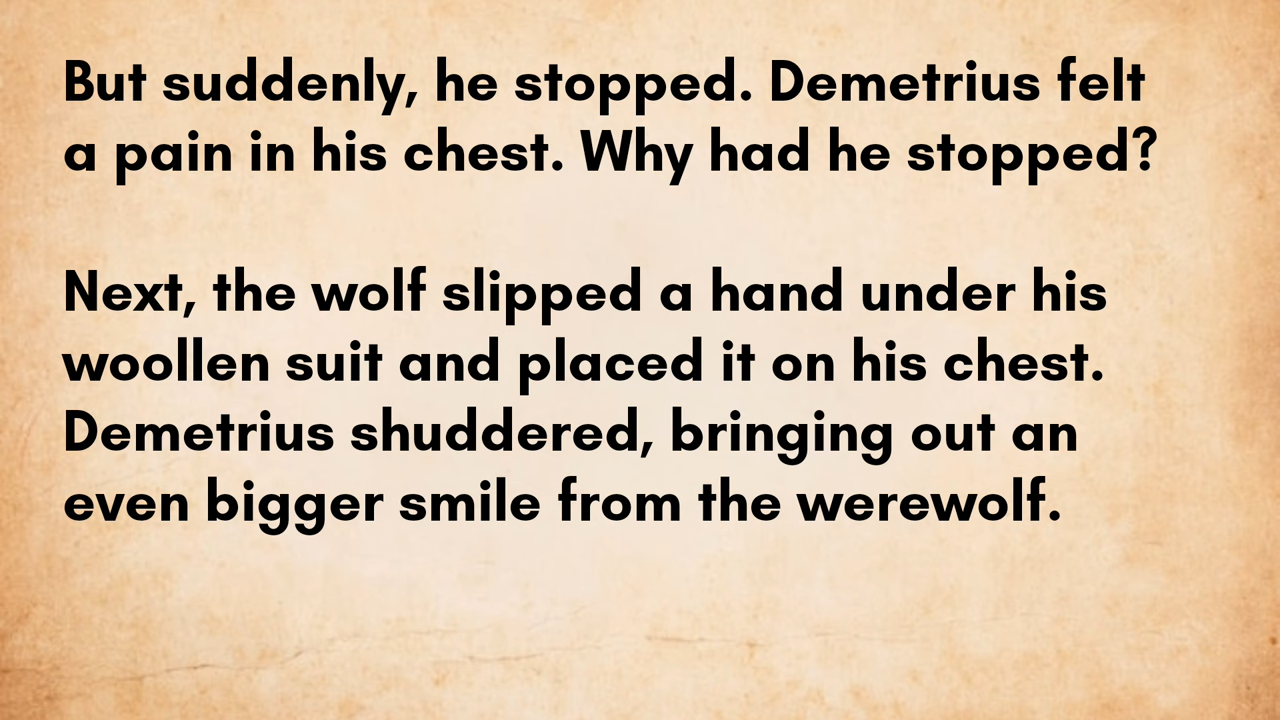 But suddenly, he stopped. Demetrius felt
a pain in his chest. Why had he stopped?
Next, the wolf slipped a hand under his
woollen suit and placed it on his chest.
Demetrius shuddered, bringing out an
even bigger smile from the werewolf.